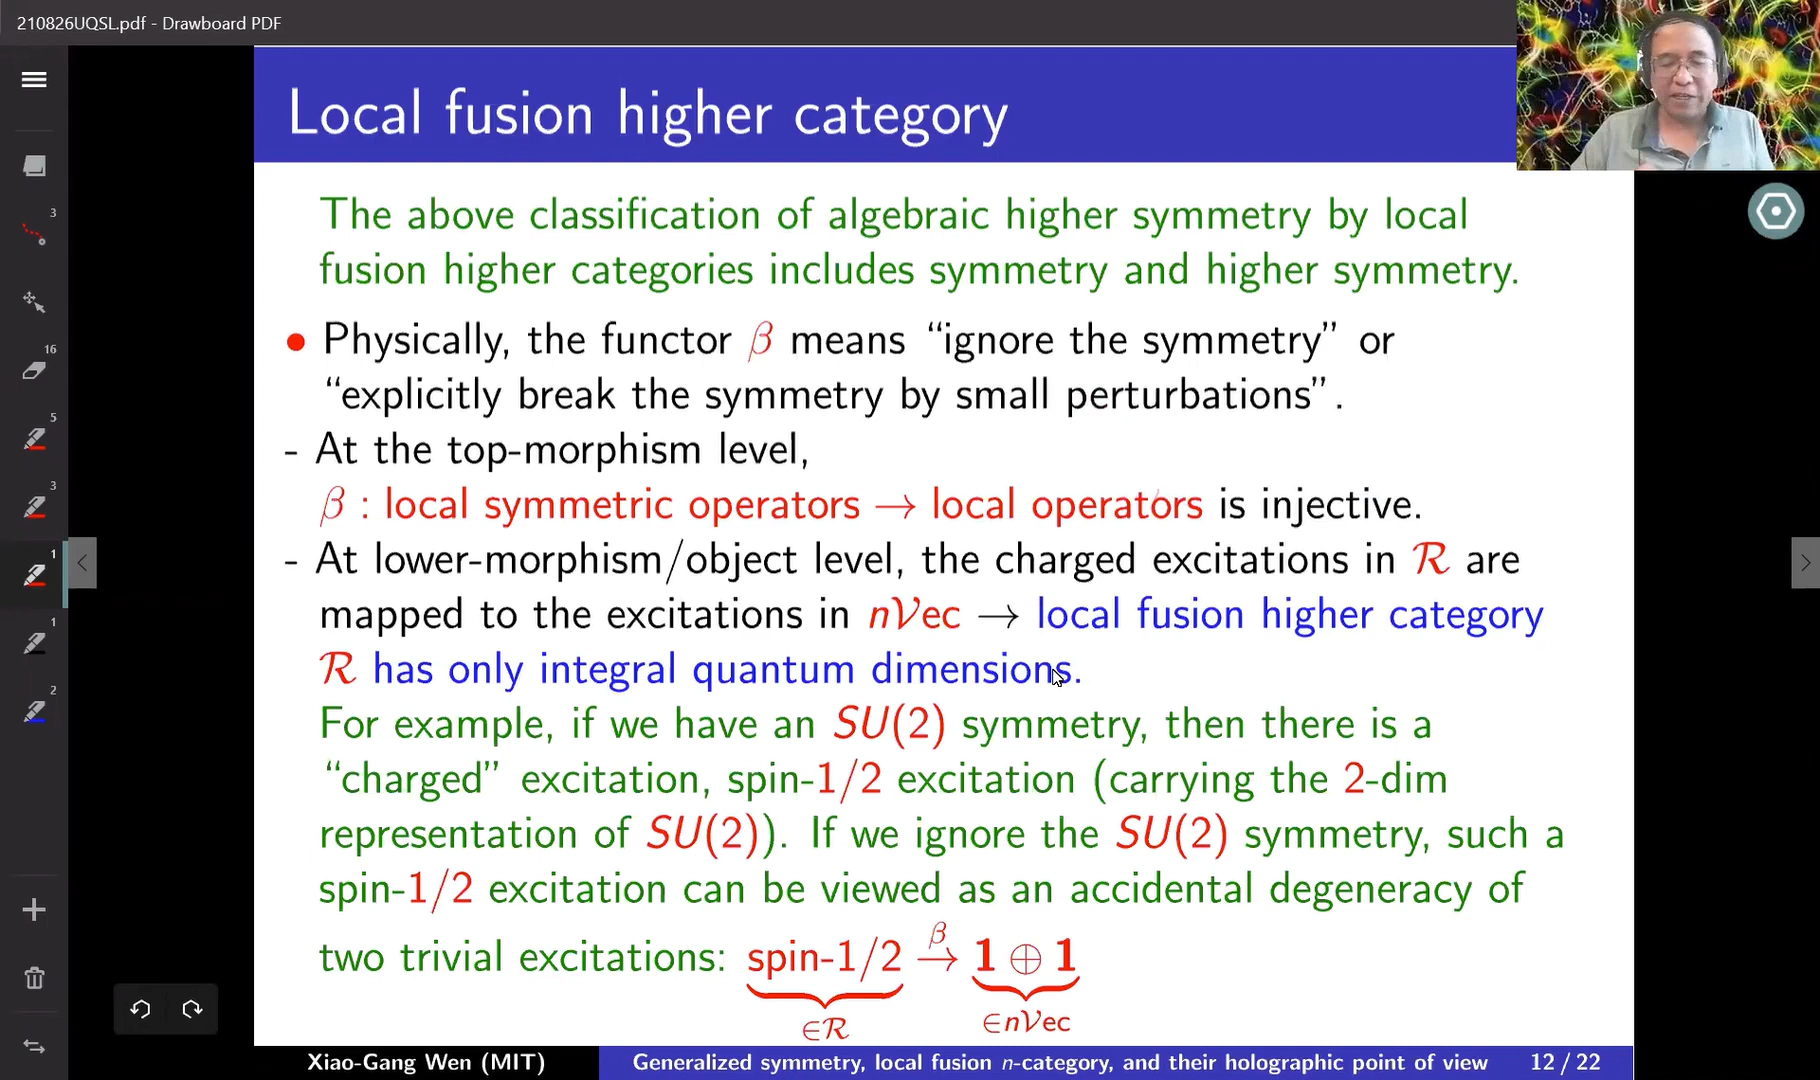 210826UQSL.pdf - Drawboard PDF
Local fusion higher category
The above classification of algebraic higher symmetry by local
fusion higher categories includes symmetry and higher symmetry.
• Physically, the functor β means “ignore the symmetry” or
“explicitly break the symmetry by small perturbations”.
- At the top-morphism level,
β : local symmetric operators → local operators is injective.
- At lower-morphism/object level, the charged excitations in 𝓡 are
mapped to the excitations in n𝒱ec → local fusion higher category
𝓡 has only integral quantum dimensions.
For example, if we have an SU(2) symmetry, then there is a
“charged” excitation, spin-1/2 excitation (carrying the 2-dim
representation of SU(2)). If we ignore the SU(2) symmetry, such a
spin-1/2 excitation can be viewed as an accidental degeneracy of
β
two trivial excitations: spin-1/2 → 𝟏 ⊕ 𝟏
∈𝓡 ∈n𝒱ec
Xiao-Gang Wen (MIT) Generalized symmetry, local fusion n-category, and their holographic point of view 12 / 22
3
16
5
3
1
1
2